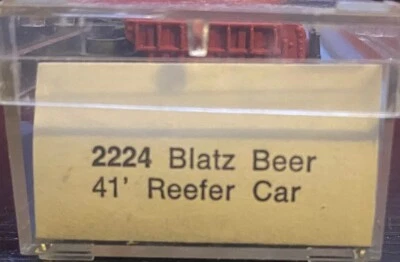 2224 Blatz Beer
41' Reefer Car